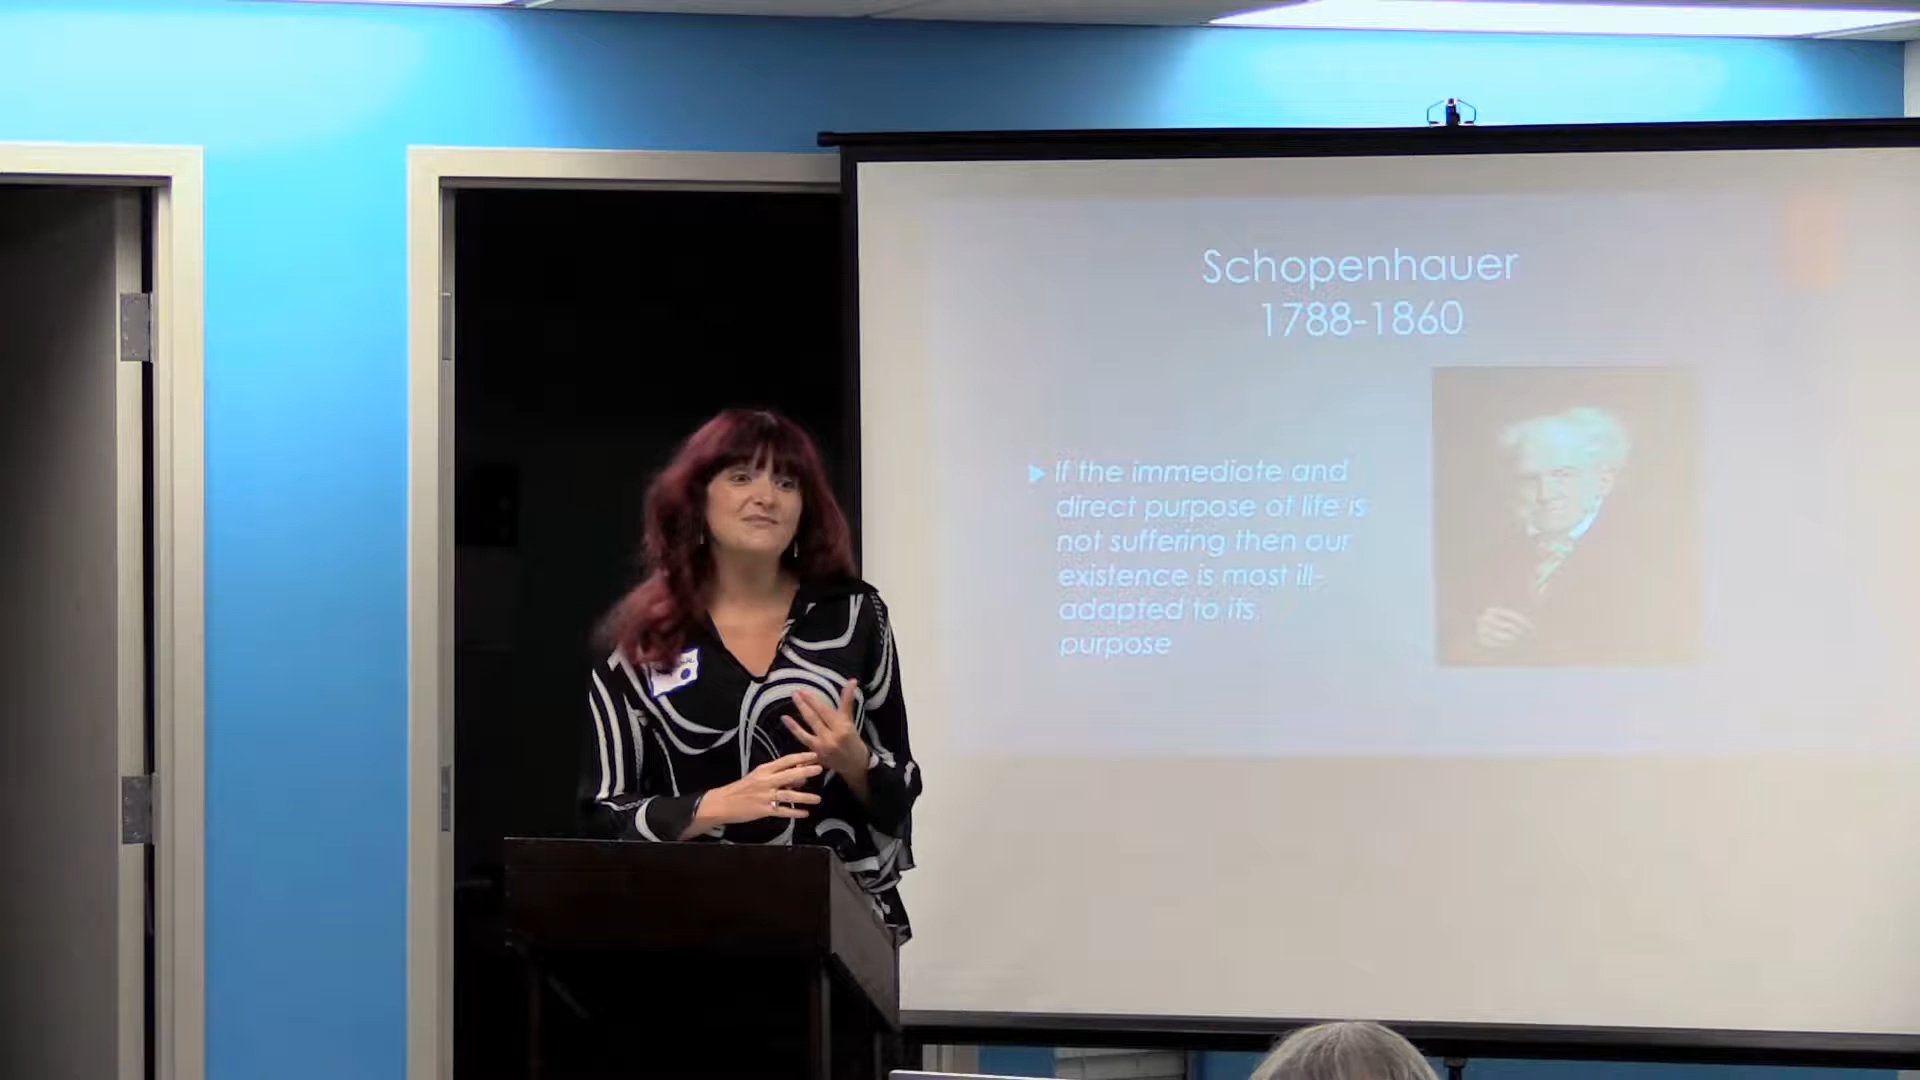 Schopenhauer
1788-1860
If the immediate and
direct purpose of life is
not suffering then our
existence is most ill-
adapted to its
purpose